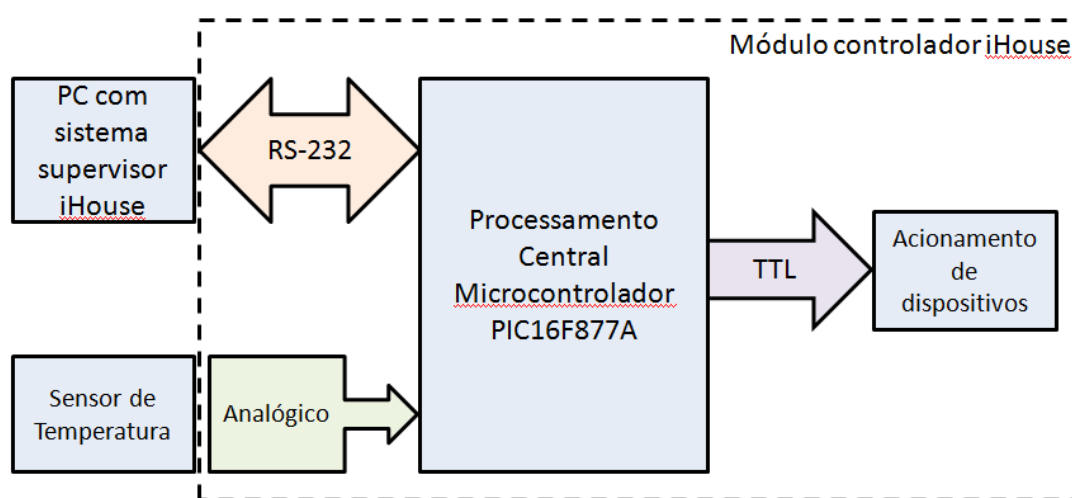 Módulo controlador iHouse
PC com
sistema
supervisor
iHouse
RS-232
Processamento
Central
Microcontrolador
PIC16F877A
TTL
Acionamento
de
dispositivos
Sensor de
Temperatura
Analógico